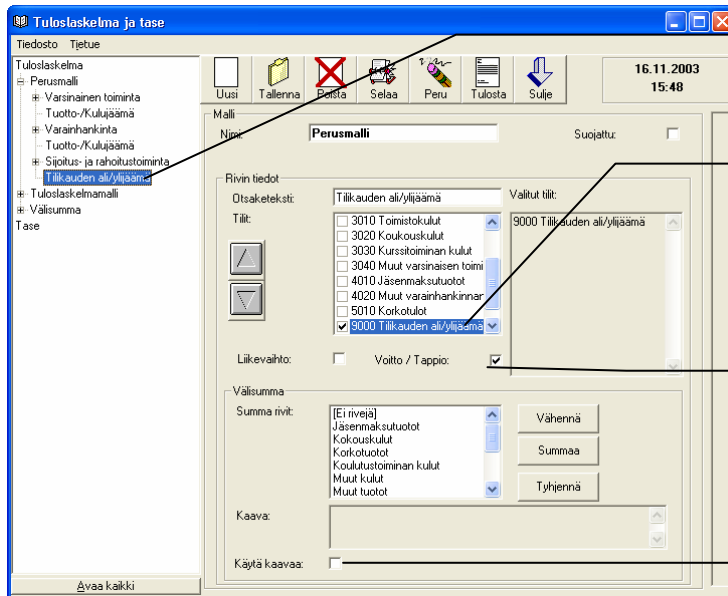 Tuloslaskelma ja tase
Tiedosto Tietue
Tuloslaskelma
Perusmalli
Varsinainen toiminta
Tuotto-/Kulujäämä
Varainhankinta
Tuotto-/Kulujäämä
Sijoitus- ja rahoitustoiminta
Tilikauden ali/ylijäämä
Tuloslaskelmamalli
Välisumma
Tase
Avaa kaikki
Uusi Tallenna Poista Selaa Peru Tulosta Sulje
16.11.2003
15:48
Malli
Nimi: Perusmalli Suojattu:
Rivin tiedot
Otsaketeksti: Tilikauden ali/ylijäämä Valitut tilit:
Tilit:
3010 Toimistokulut
3020 Koukouskulut
3030 Kurssitoiminan kulut
3040 Muut varsinaisen toimi
4010 Jäsenmaksutuotot
4020 Muut varainhankinnar
5010 Korkotulot
9000 Tilikauden ali/ylijäämä
9000 Tilikauden ali/ylijäämä
Liikevaihto: Voitto / Tappio:
Välisumma
Summa rivit:
[Ei rivejä]
Jäsenmaksutuotot
Kokouskulut
Korkotuotot
Koulutustoiminan kulut
Muut kulut
Muut tuotot
Vähennä
Summaa
Tyhjennä
Kaava:
Käytä kaavaa: